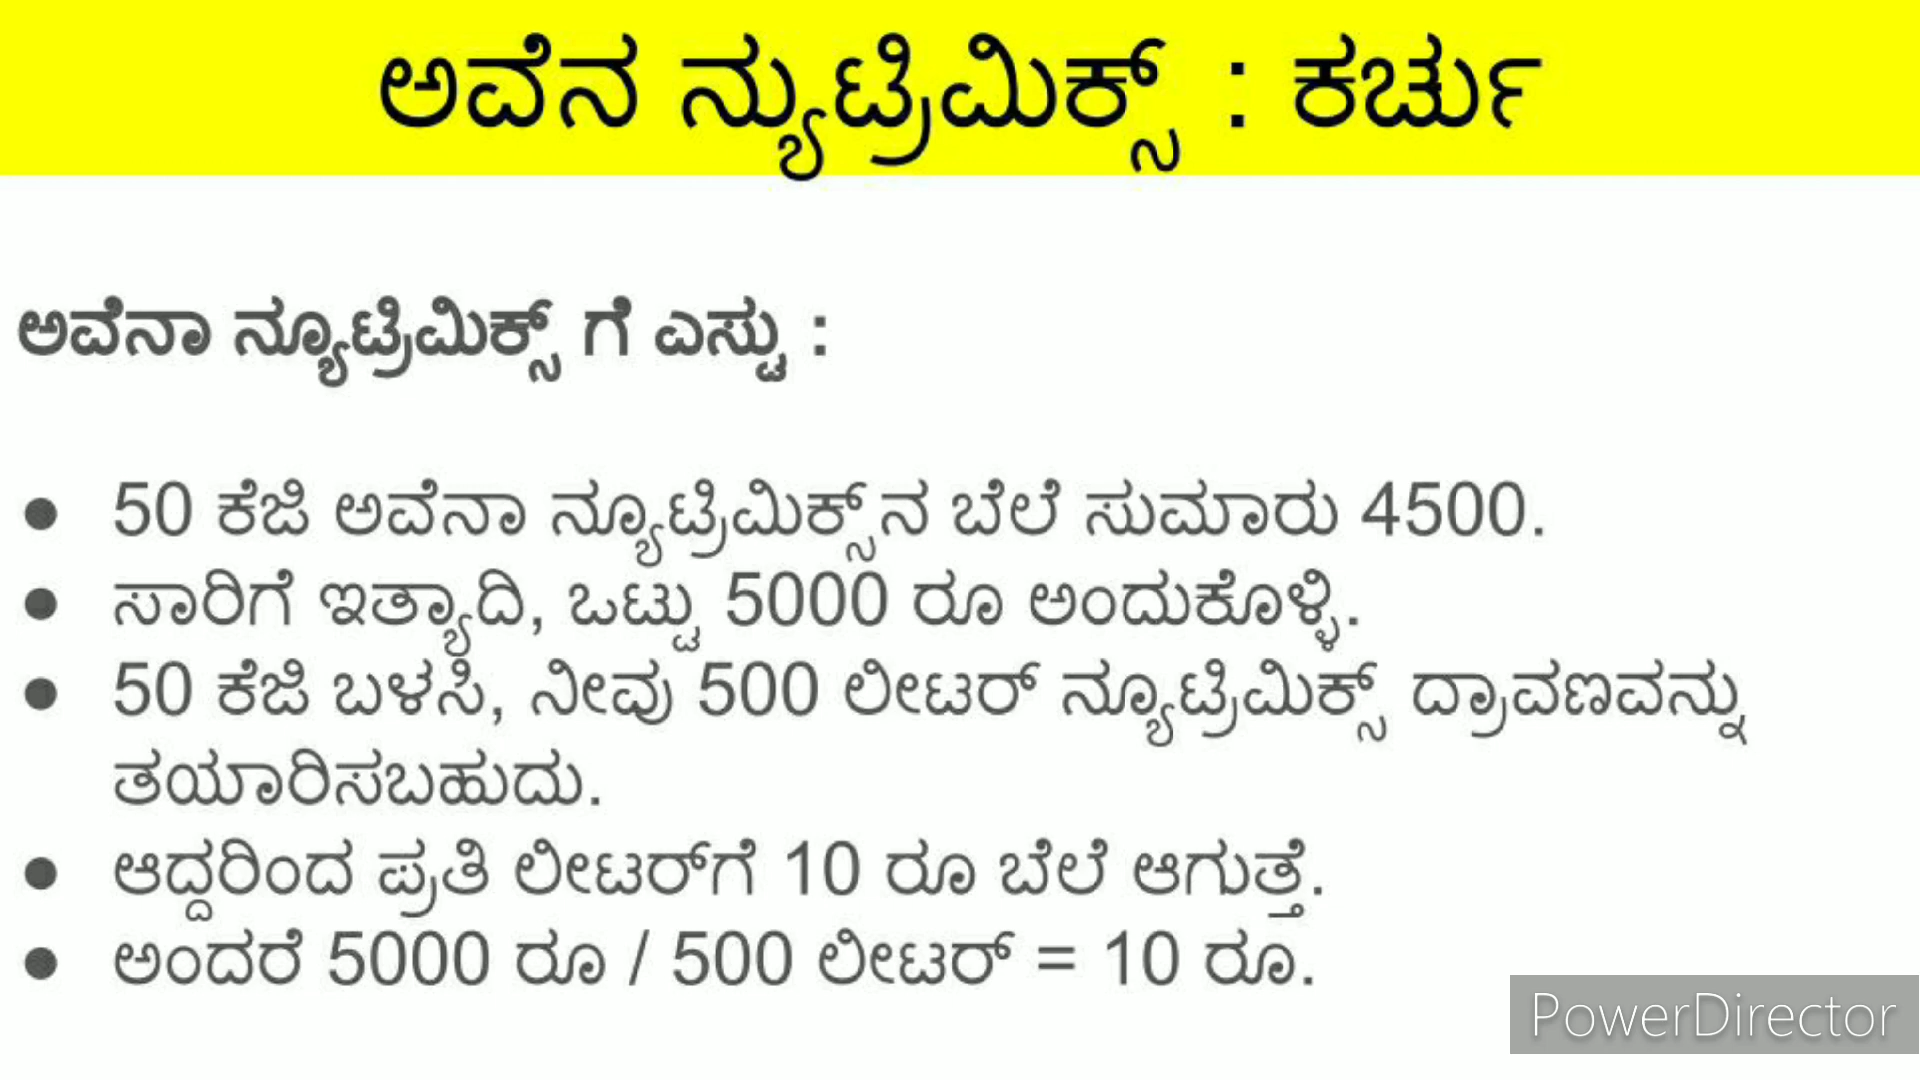 ಅವೆನ ನ್ಯುಟ್ರಿಮಿಕ್ಸ್ : ಕರ್ಚು
ಅವೆನಾ ನ್ಯೂಟ್ರಿಮಿಕ್ಸ್ ಗೆ ಎಸ್ಟು :
● 50 ಕೆಜಿ ಅವೆನಾ ನ್ಯೂಟ್ರಿಮಿಕ್ಸ್‌ನ ಬೆಲೆ ಸುಮಾರು 4500.
● ಸಾರಿಗೆ ಇತ್ಯಾದಿ, ಒಟ್ಟು 5000 ರೂ ಅಂದುಕೊಳ್ಳಿ.
● 50 ಕೆಜಿ ಬಳಸಿ, ನೀವು 500 ಲೀಟರ್ ನ್ಯೂಟ್ರಿಮಿಕ್ಸ್ ದ್ರಾವಣವನ್ನು
ತಯಾರಿಸಬಹುದು.
● ಆದ್ದರಿಂದ ಪ್ರತಿ ಲೀಟರ್‌ಗೆ 10 ರೂ ಬೆಲೆ ಆಗುತ್ತೆ.
● ಅಂದರೆ 5000 ರೂ / 500 ಲೀಟರ್ = 10 ರೂ.
PowerDirector